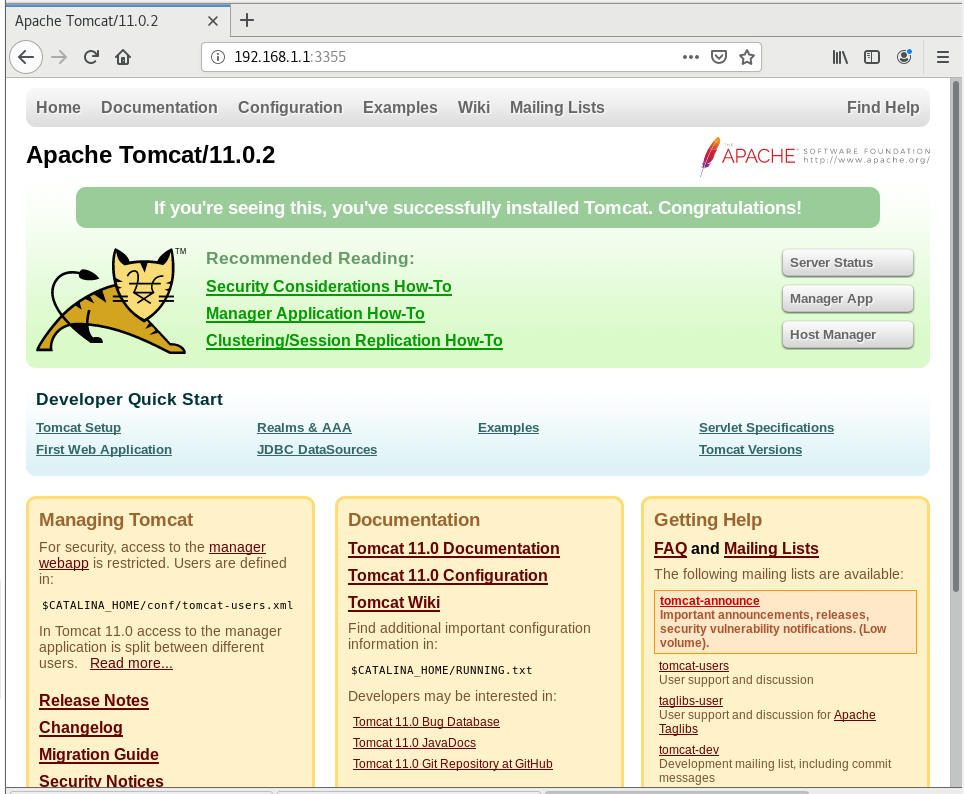 Apache Tomcat/11.0.2
192.168.1.1:3355
Home Documentation Configuration Examples Wiki Mailing Lists Find Help
Apache Tomcat/11.0.2
THE APACHE SOFTWARE FOUNDATION
http://www.apache.org/
If you're seeing this, you've successfully installed Tomcat. Congratulations!
TM
Recommended Reading:
Security Considerations How-To
Manager Application How-To
Clustering/Session Replication How-To
Server Status
Manager App
Host Manager
Developer Quick Start
Tomcat Setup
First Web Application
Realms & AAA
JDBC DataSources
Examples
Servlet Specifications
Tomcat Versions
Managing Tomcat
For security, access to the manager
webapp is restricted. Users are defined
in:
$CATALINA_HOME/conf/tomcat-users.xml
In Tomcat 11.0 access to the manager
application is split between different
users. Read more...
Release Notes
Changelog
Migration Guide
Security Notices
Documentation
Tomcat 11.0 Documentation
Tomcat 11.0 Configuration
Tomcat Wiki
Find additional important configuration
information in:
$CATALINA_HOME/RUNNING.txt
Developers may be interested in:
Tomcat 11.0 Bug Database
Tomcat 11.0 JavaDocs
Tomcat 11.0 Git Repository at GitHub
Getting Help
FAQ and Mailing Lists
The following mailing lists are available:
tomcat-announce
Important announcements, releases,
security vulnerability notifications. (Low
volume).
tomcat-users
User support and discussion
taglibs-user
User support and discussion for Apache
Taglibs
tomcat-dev
Development mailing list, including commit
messages